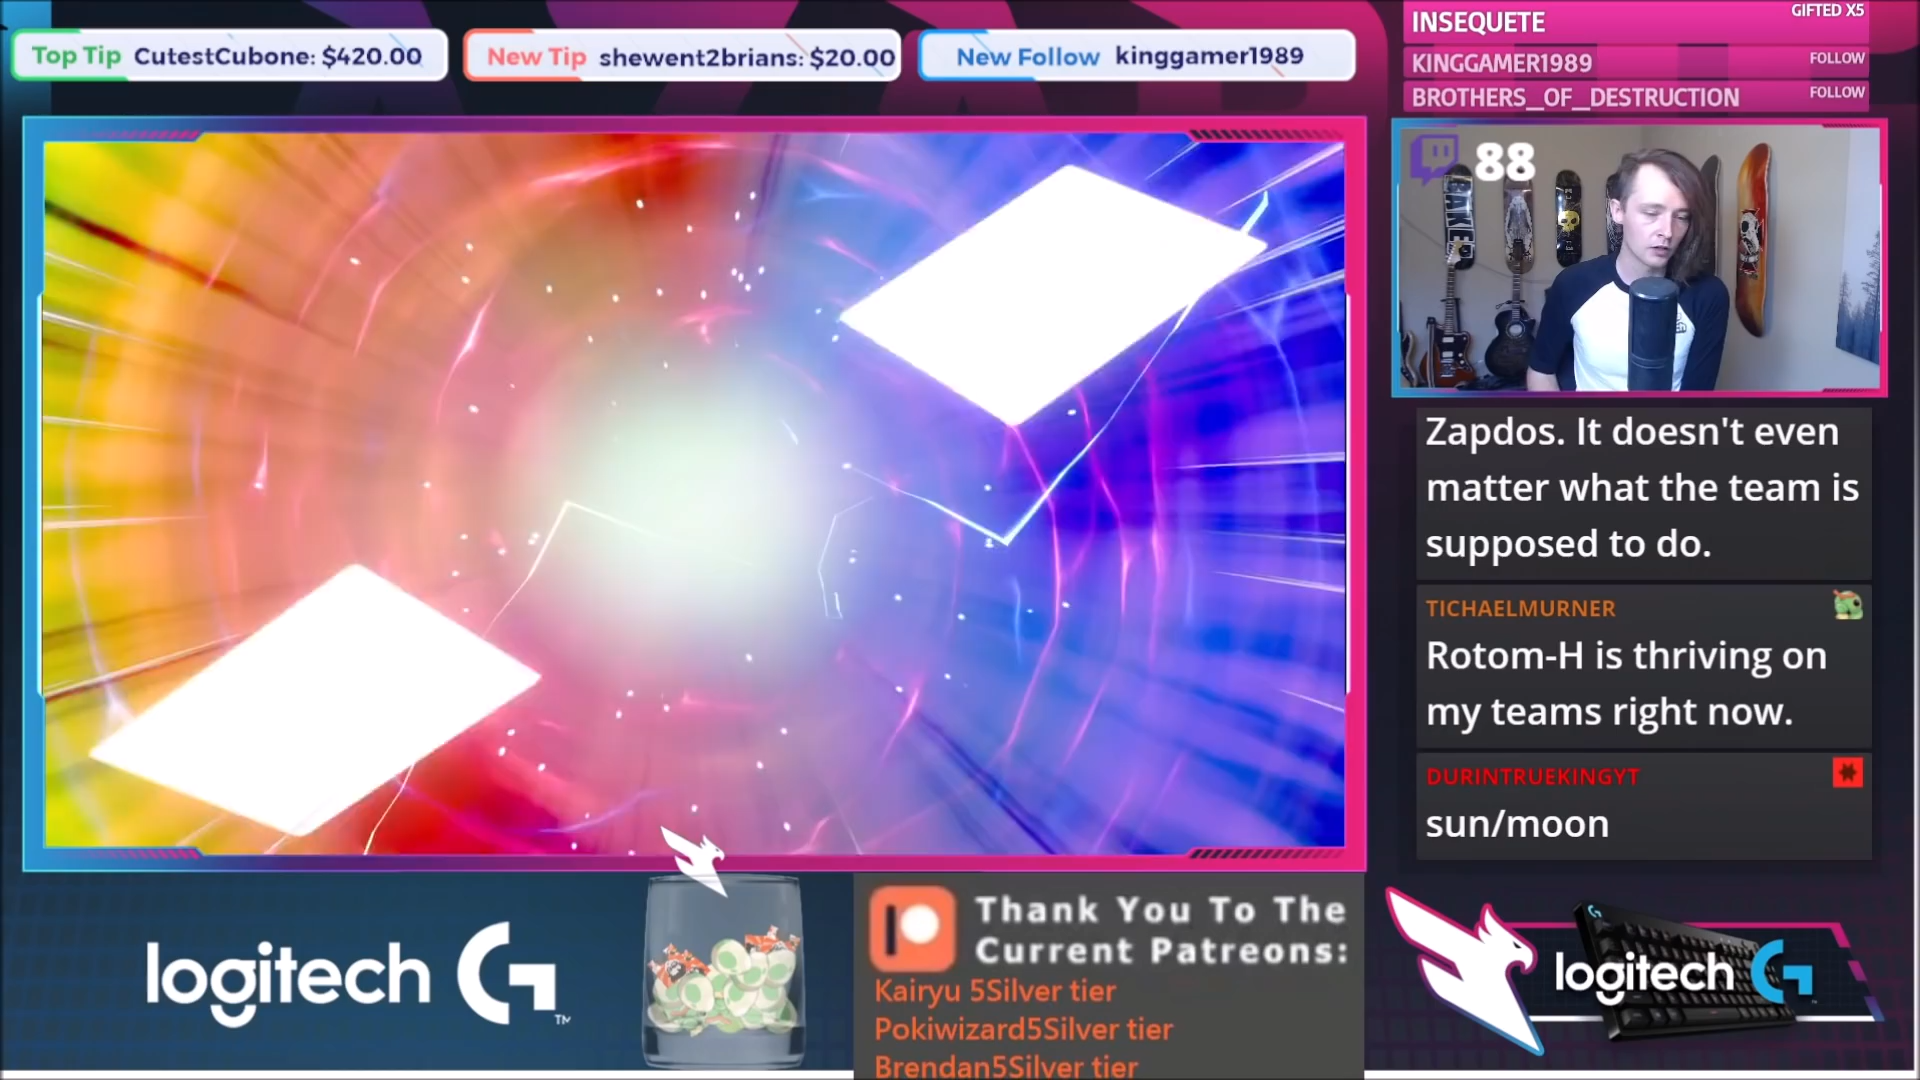 Top Tip CutestCubone: $420.00
New Tip shewent2brians: $20.00
New Follow kinggamer1989
INSEQUETE GIFTED X5
KINGGAMER1989 FOLLOW
BROTHERS_OF_DESTRUCTION FOLLOW
88
Zapdos. It doesn't even
matter what the team is
supposed to do.
TICHAELMURNER
Rotom-H is thriving on
my teams right now.
DURINTRUEKINGYT
sun/moon
logitech G ™
Thank You To The
Current Patreons:
Kairyu 5Silver tier
Pokiwizard5Silver tier
Brendan5Silver tier
logitech G